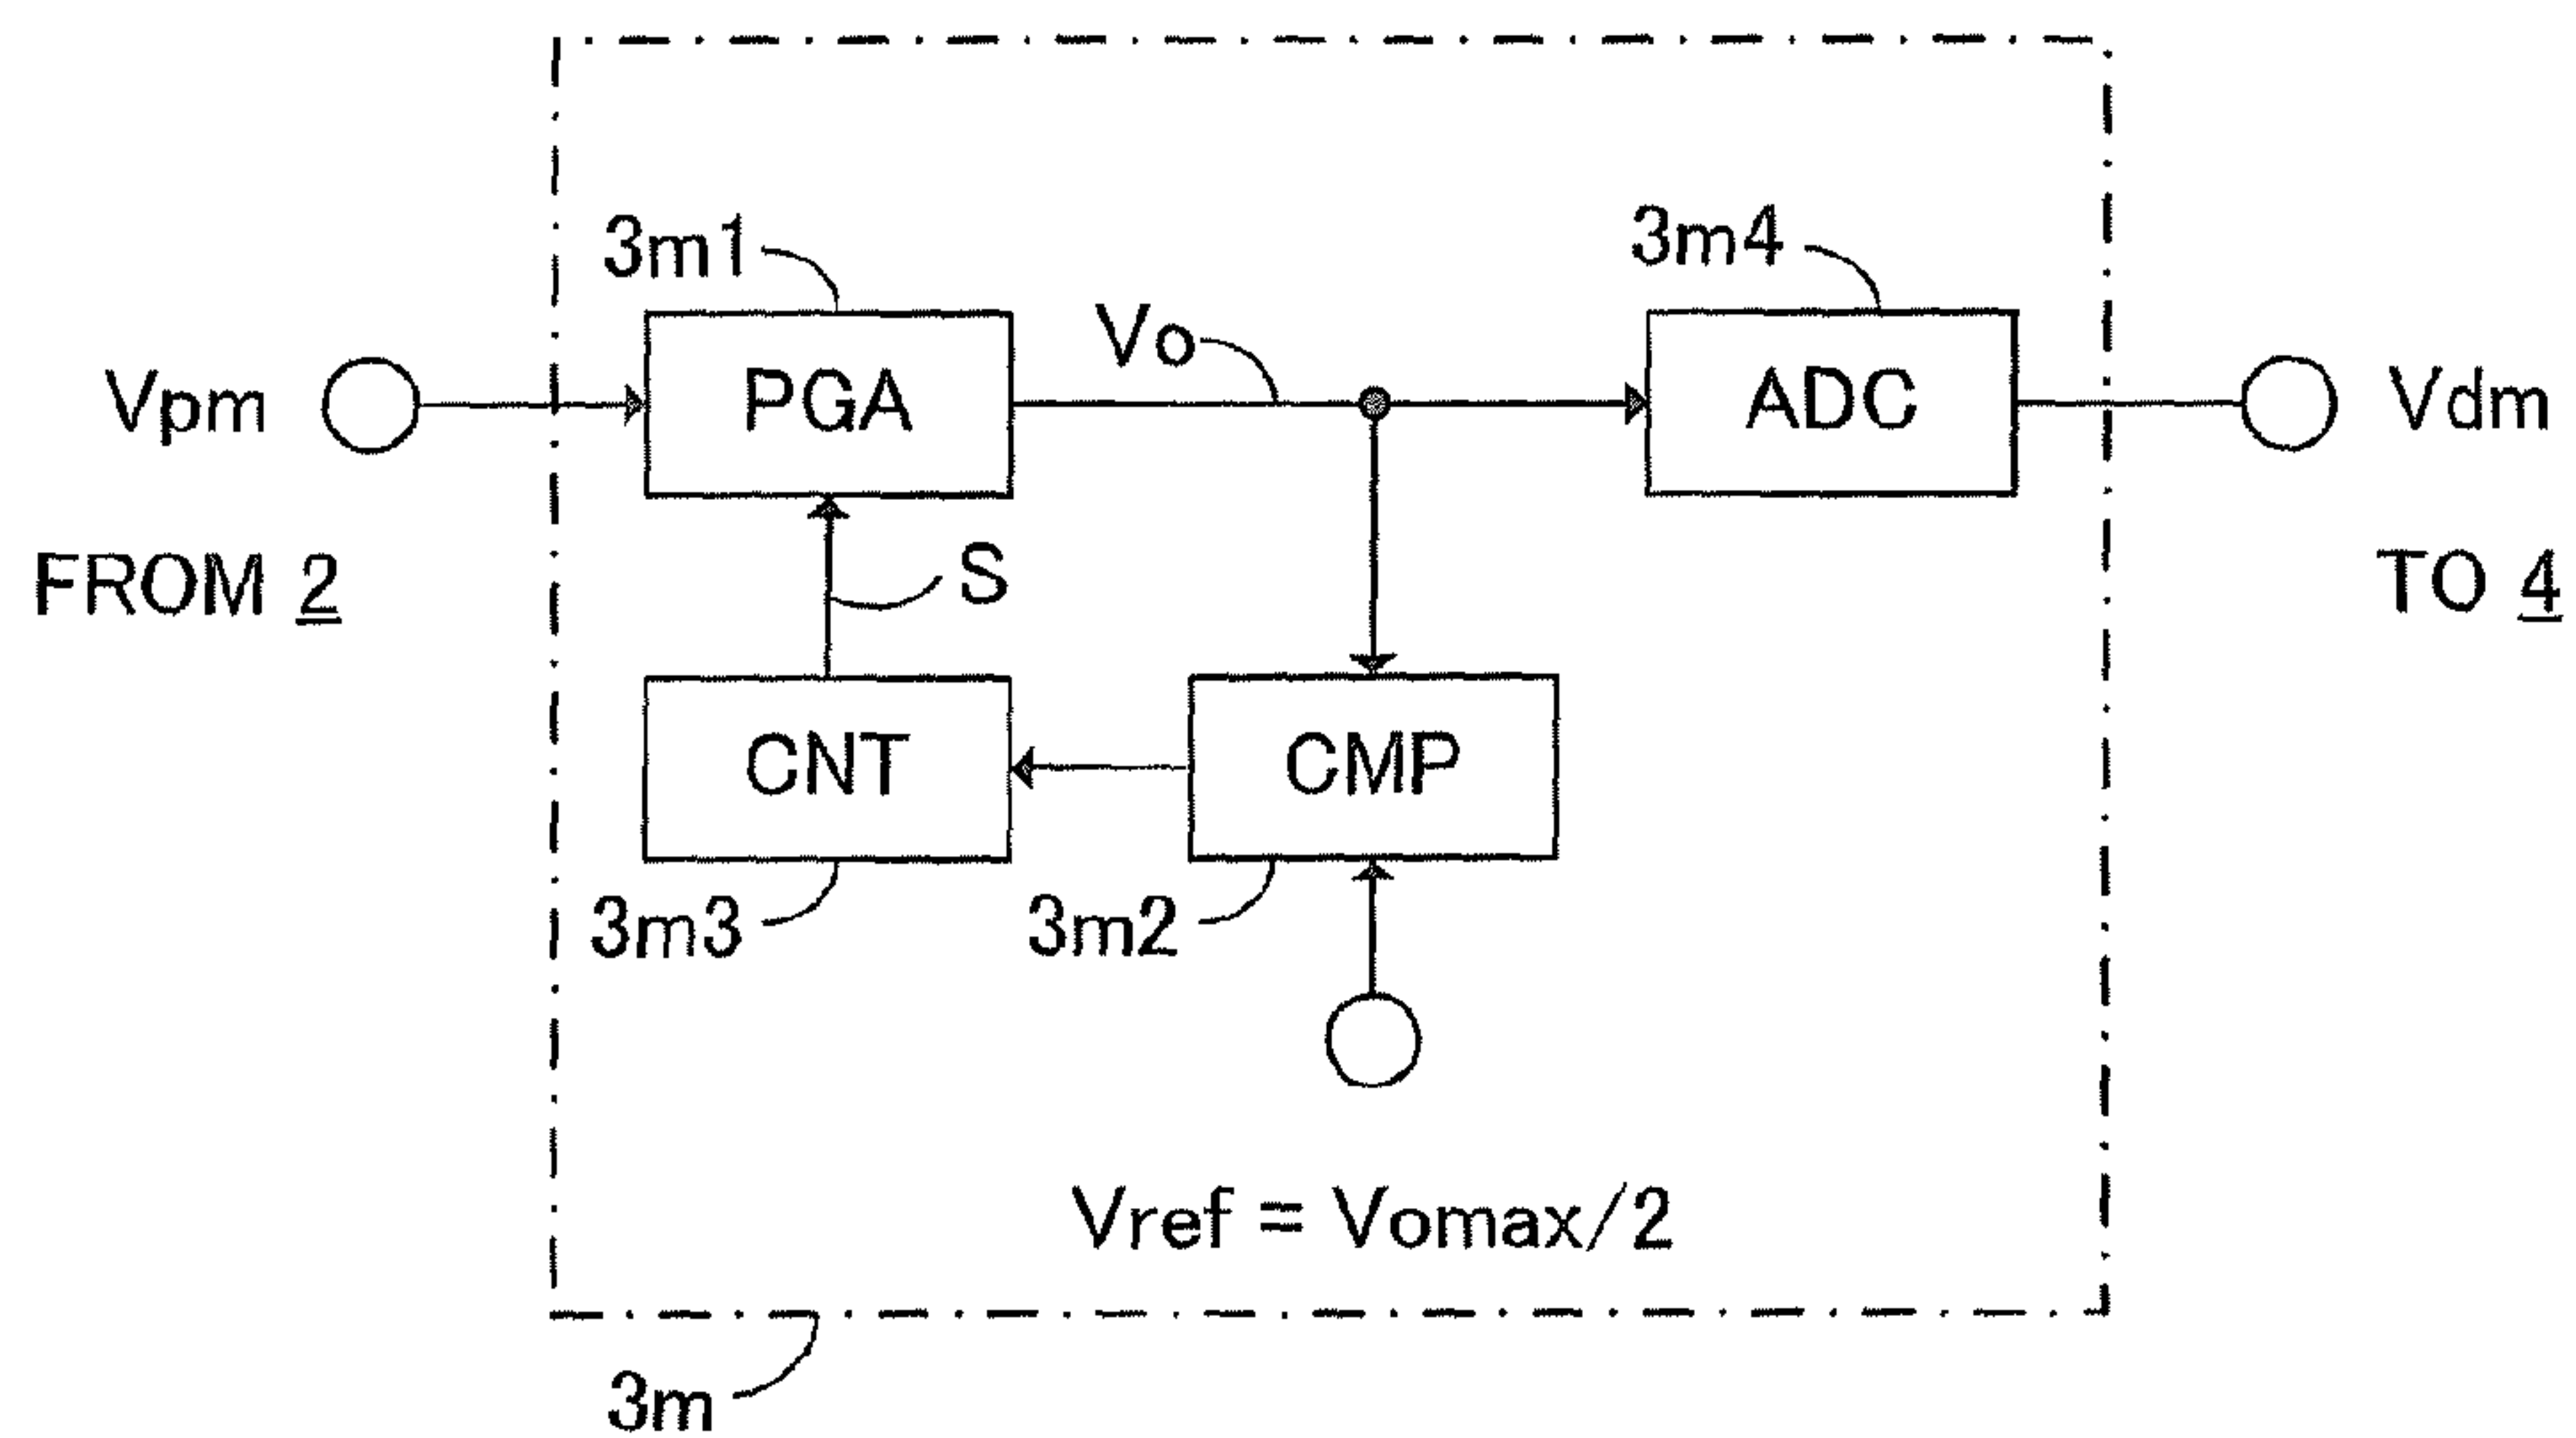 3m1
3m4
Vo
Vpm
PGA
ADC
Vdm
FROM 2
S
TO 4
CNT
CMP
3m3
3m2
Vref = Vomax/2
3m